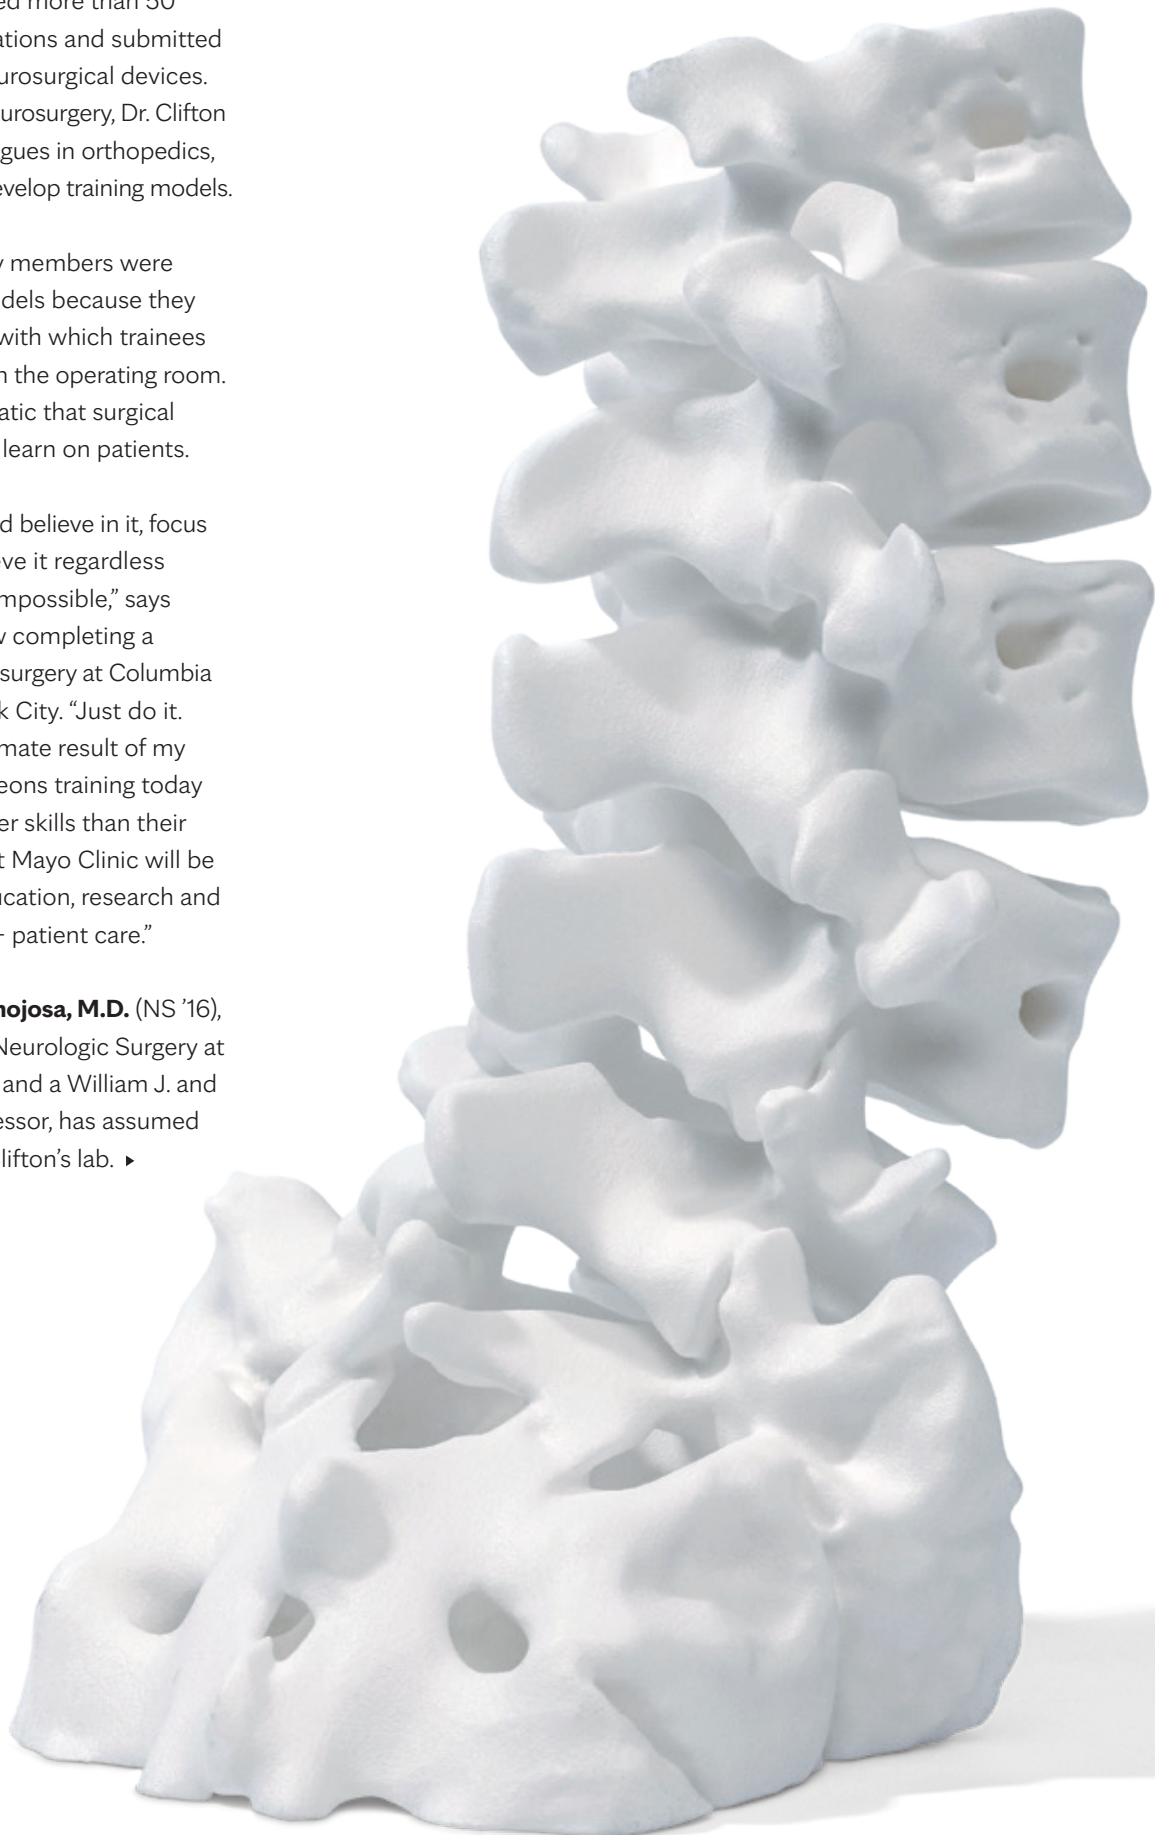 ed more than 50
ations and submitted
urosurgical devices.
urosurgery, Dr. Clifton
gues in orthopedics,
evelop training models.
y members were
dels because they
with which trainees
n the operating room.
atic that surgical
learn on patients.
d believe in it, focus
eve it regardless
mpossible,” says
w completing a
surgery at Columbia
k City. “Just do it.
mate result of my
eons training today
er skills than their
t Mayo Clinic will be
ucation, research and
– patient care.”
nojosa, M.D. (NS ’16),
Neurologic Surgery at
and a William J. and
essor, has assumed
lifton’s lab. ▸